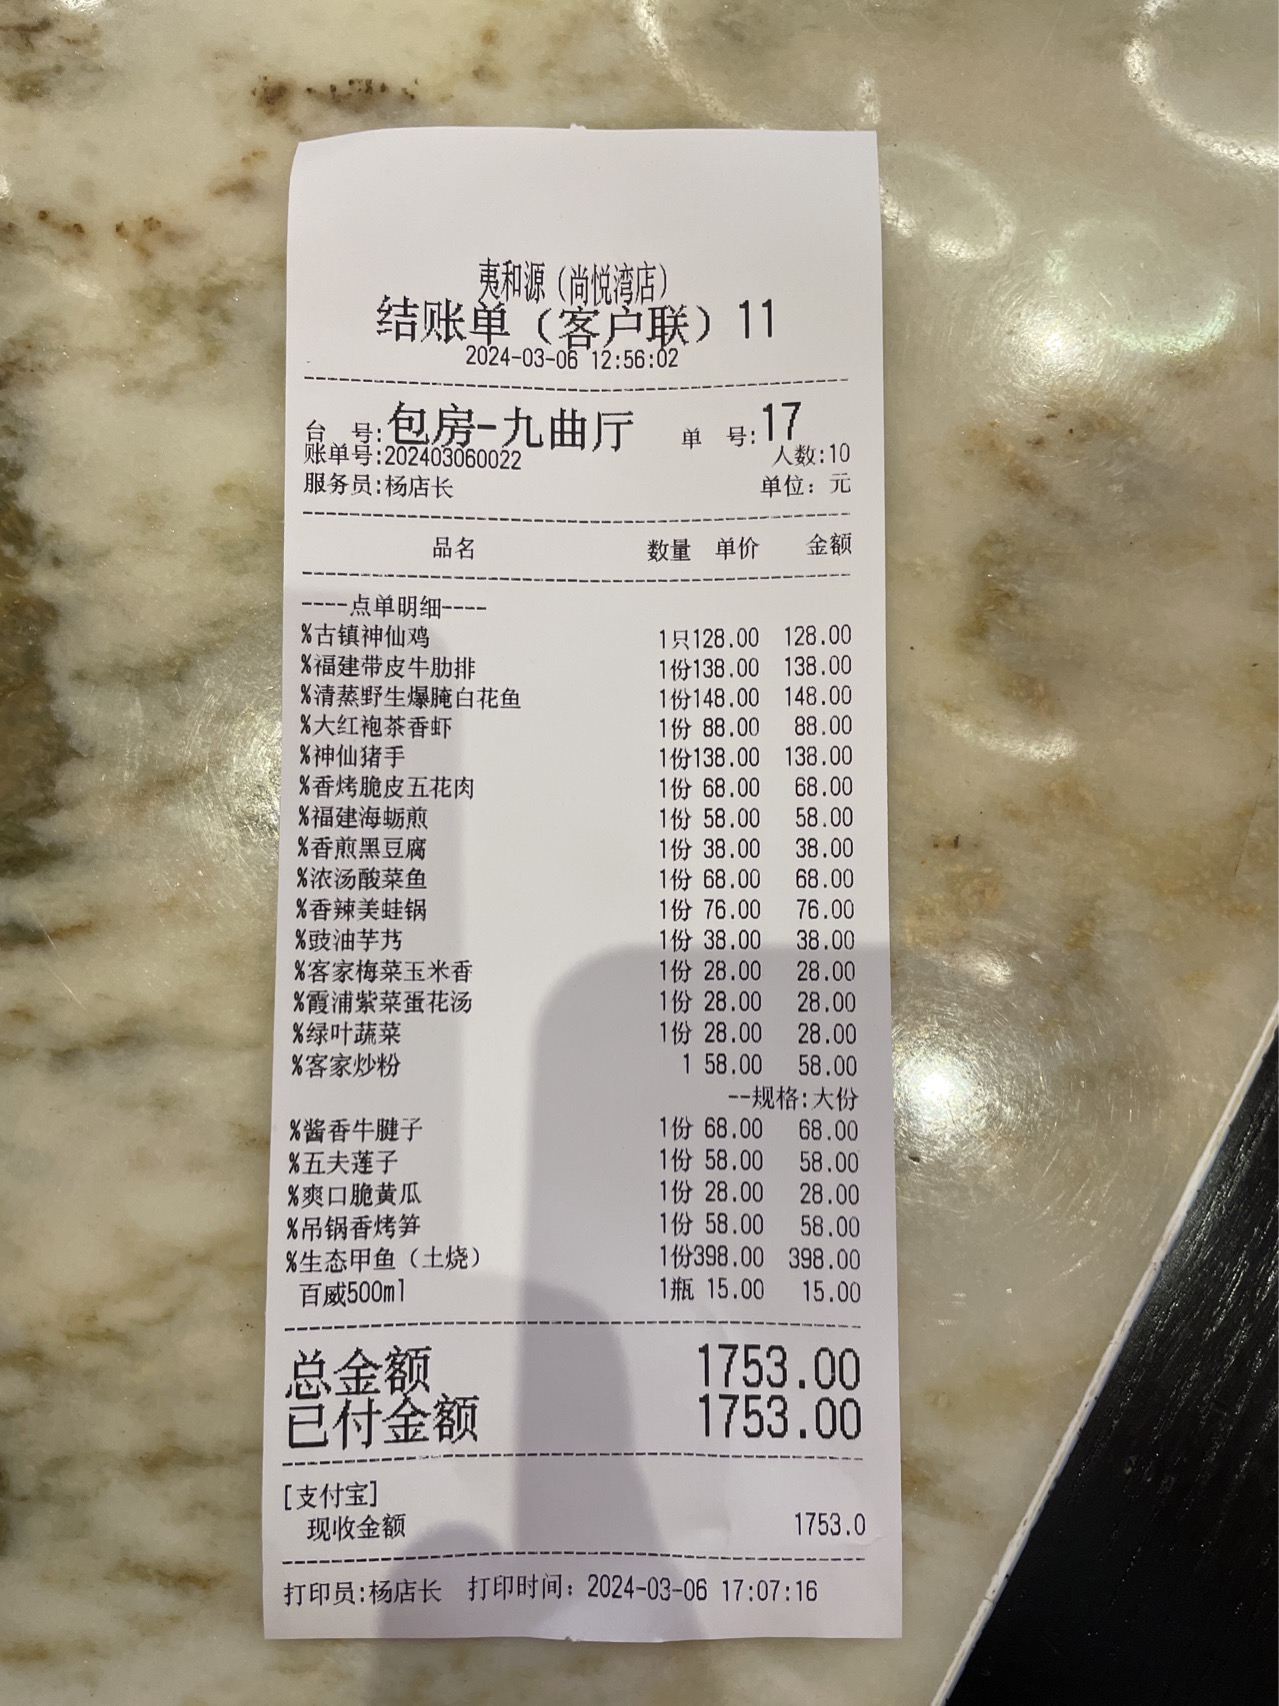 夷和源（尚悦湾店）
结账单（客户联）11
2024-03-06 12:56:02
台 号:包房-九曲厅 单 号:17
账单号:202403060022 人数:10
服务员:杨店长 单位：元
品名 数量 单价 金额
----点单明细----
%古镇神仙鸡 1只128.00 128.00
%福建带皮牛肋排 1份138.00 138.00
%清蒸野生爆腌白花鱼 1份148.00 148.00
%大红袍茶香虾 1份 88.00 88.00
%神仙猪手 1份138.00 138.00
%香烤脆皮五花肉 1份 68.00 68.00
%福建海蛎煎 1份 58.00 58.00
%香煎黑豆腐 1份 38.00 38.00
%浓汤酸菜鱼 1份 68.00 68.00
%香辣美蛙锅 1份 76.00 76.00
%豉油芋艿 1份 38.00 38.00
%客家梅菜玉米香 1份 28.00 28.00
%霞浦紫菜蛋花汤 1份 28.00 28.00
%绿叶蔬菜 1份 28.00 28.00
%客家炒粉 1 58.00 58.00
--规格:大份
%酱香牛腱子 1份 68.00 68.00
%五夫莲子 1份 58.00 58.00
%爽口脆黄瓜 1份 28.00 28.00
%吊锅香烤笋 1份 58.00 58.00
%生态甲鱼（土烧） 1份398.00 398.00
百威500ml 1瓶 15.00 15.00
总金额 1753.00
已付金额 1753.00
[支付宝]
现收金额 1753.0
打印员:杨店长 打印时间：2024-03-06 17:07:16